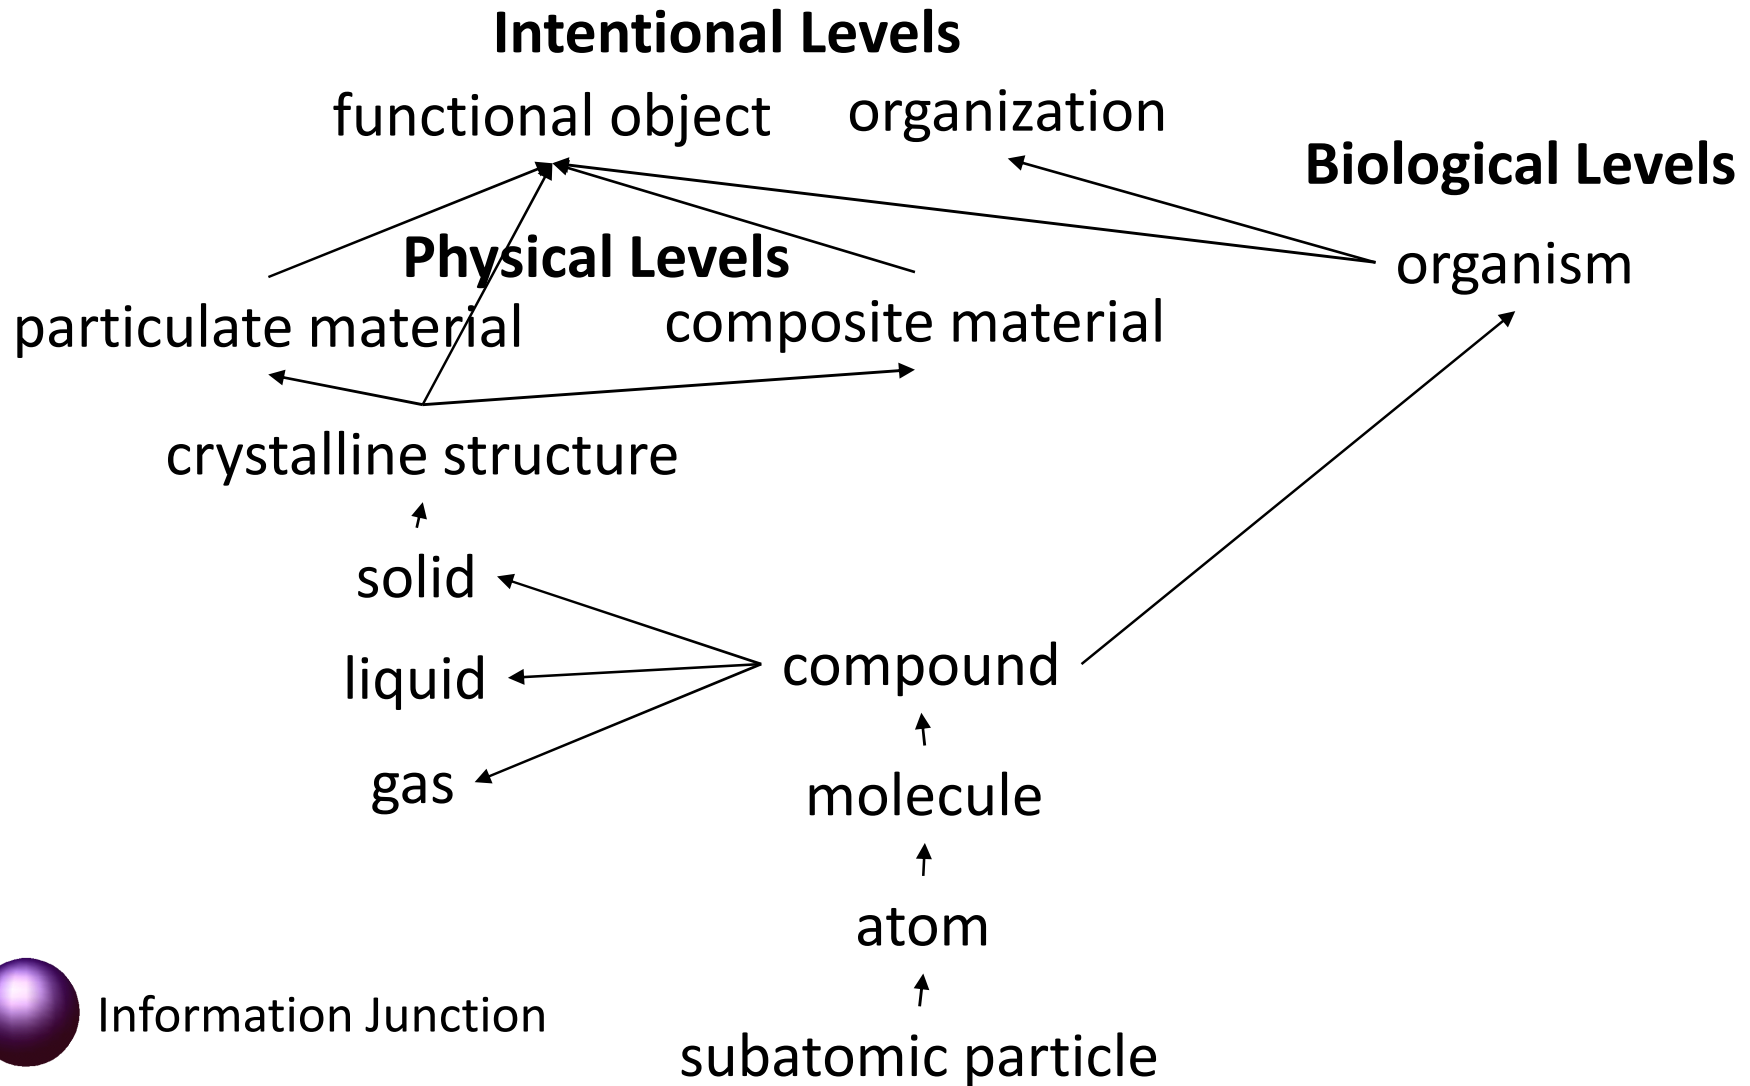 Intentional Levels
functional object
organization
Biological Levels
Physical Levels
organism
particulate material
composite material
crystalline structure
solid
liquid
compound
gas
molecule
atom
Information Junction
subatomic particle